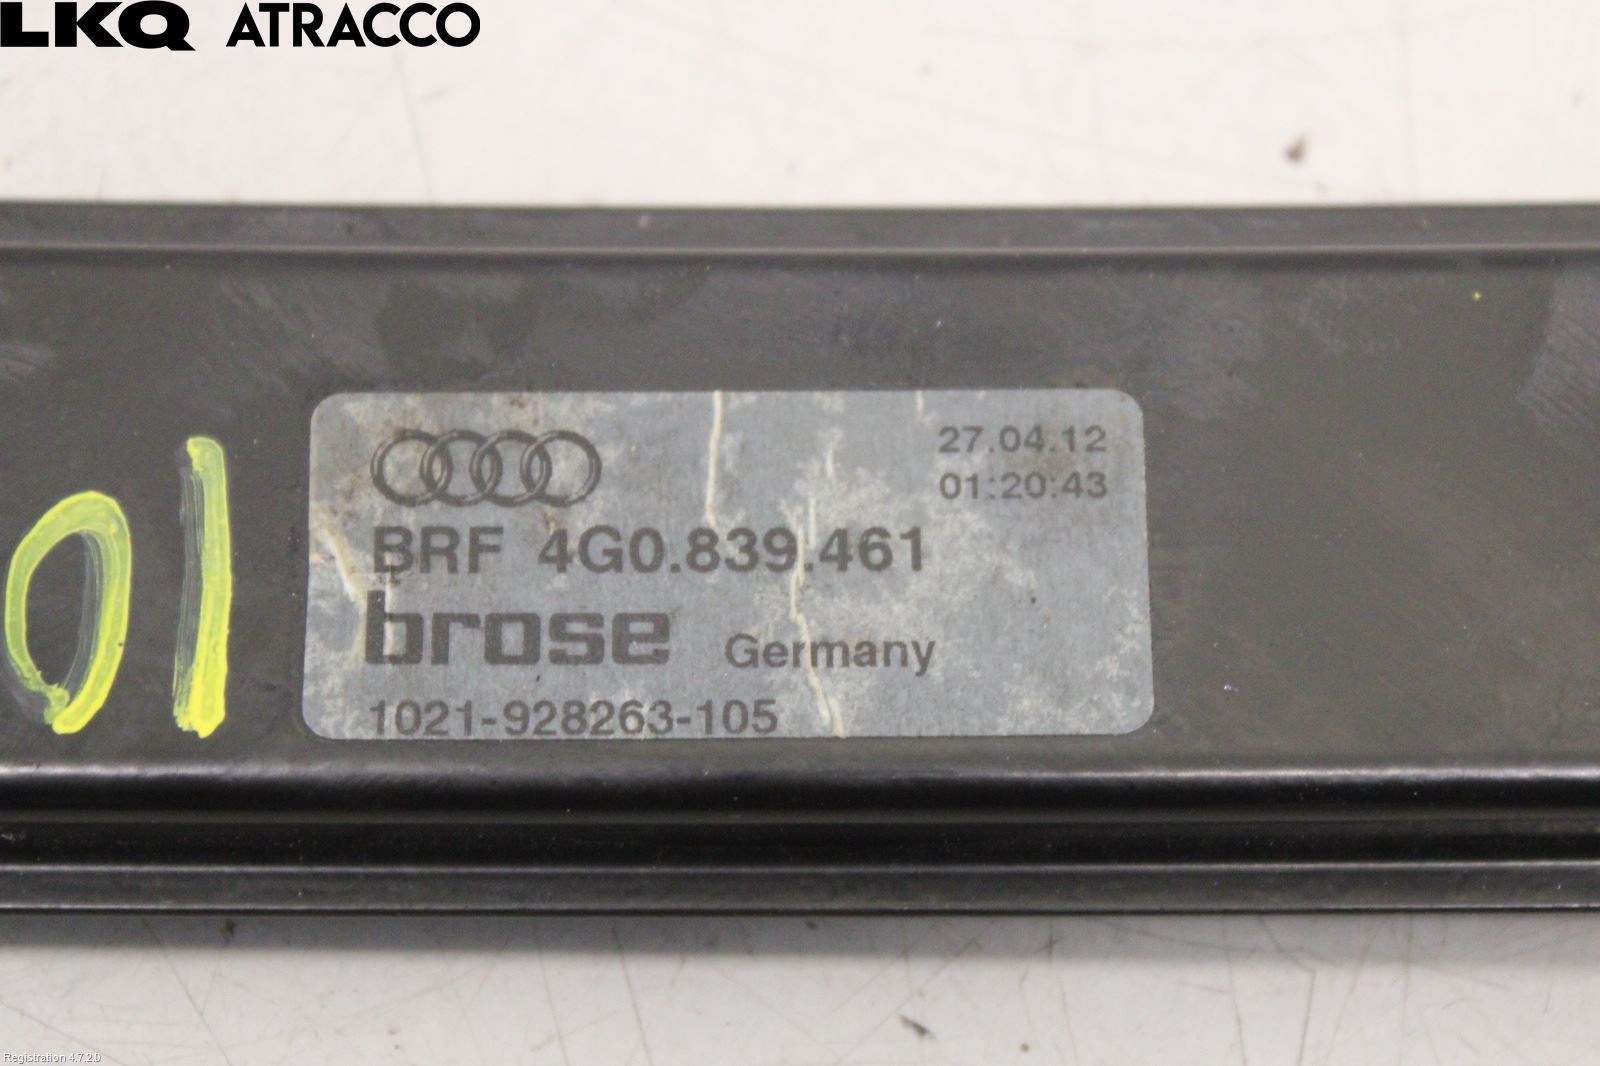 LKQ ATRACCO
27.04.12
01:20:43
BRF 4G0.839.461
brose Germany
1021-928263-105
01
Registration 4.7.2.0